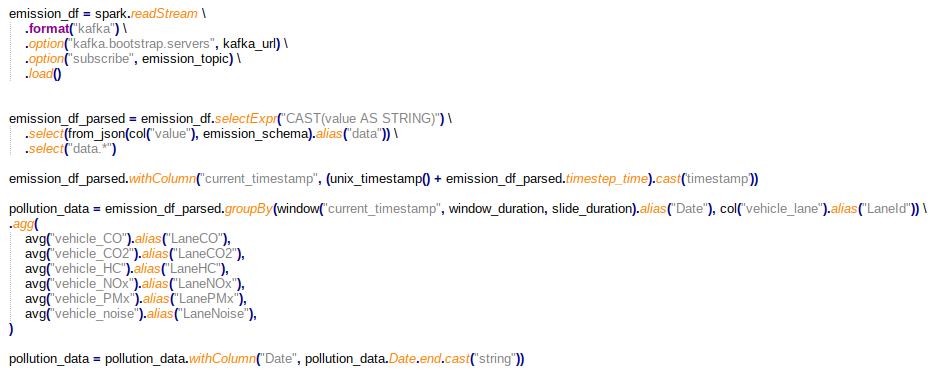 emission_df = spark.readStream \
    .format("kafka") \
    .option("kafka.bootstrap.servers", kafka_url) \
    .option("subscribe", emission_topic) \
    .load()
emission_df_parsed = emission_df.selectExpr("CAST(value AS STRING)") \
    .select(from_json(col("value"), emission_schema).alias("data")) \
    .select("data.*")
emission_df_parsed.withColumn("current_timestamp", (unix_timestamp() + emission_df_parsed.timestep_time).cast('timestamp'))
pollution_data = emission_df_parsed.groupBy(window("current_timestamp", window_duration, slide_duration).alias("Date"), col("vehicle_lane").alias("LaneId")) \
.agg(
    avg("vehicle_CO").alias("LaneCO"),
    avg("vehicle_CO2").alias("LaneCO2"),
    avg("vehicle_HC").alias("LaneHC"),
    avg("vehicle_NOx").alias("LaneNOx"),
    avg("vehicle_PMx").alias("LanePMx"),
    avg("vehicle_noise").alias("LaneNoise"),
)
pollution_data = pollution_data.withColumn("Date", pollution_data.Date.end.cast("string"))